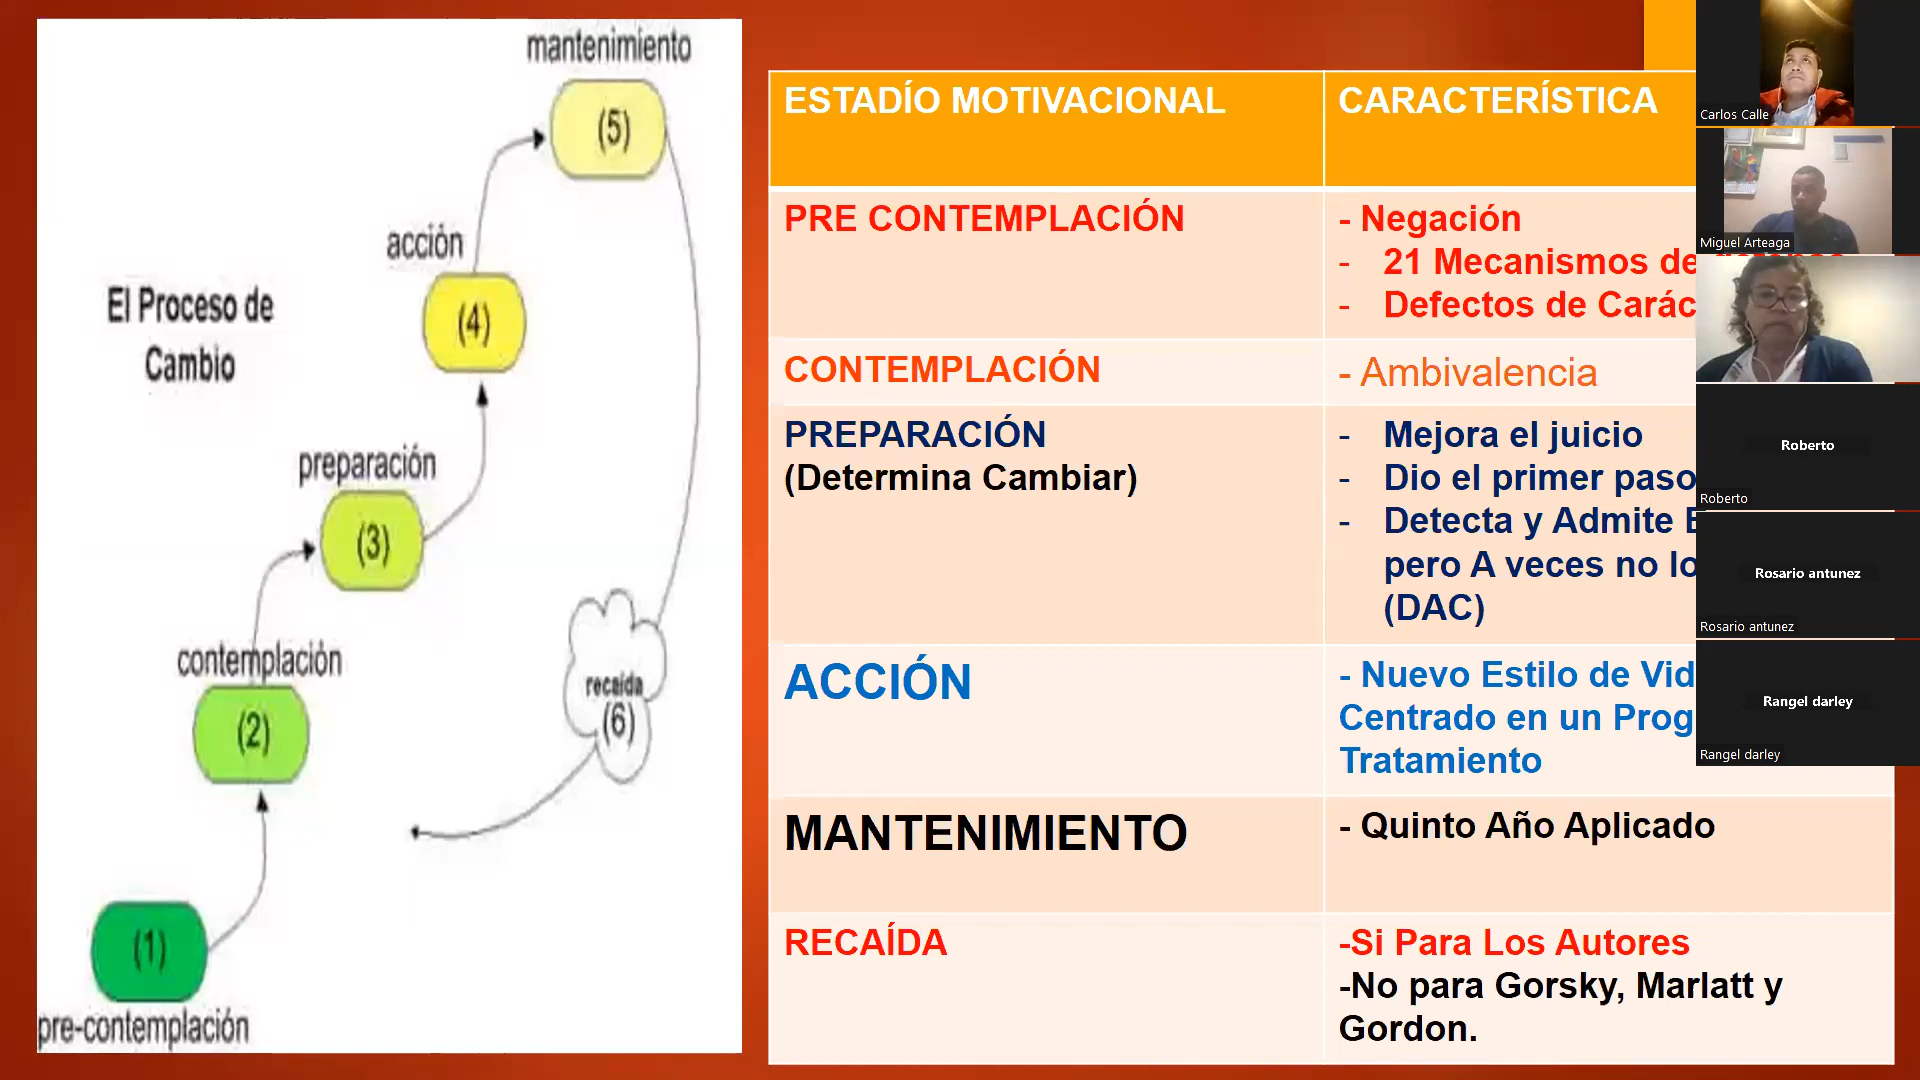 mantenimiento
(5)
acción
(4)
El Proceso de
Cambio
preparación
(3)
contemplación
(2)
recaída
(6)
(1)
pre-contemplación
ESTADÍO MOTIVACIONAL
CARACTERÍSTICA
PRE CONTEMPLACIÓN
- Negación
- 21 Mecanismos de
- Defectos de Carác
CONTEMPLACIÓN
- Ambivalencia
PREPARACIÓN
(Determina Cambiar)
- Mejora el juicio
- Dio el primer paso
- Detecta y Admite
pero A veces no lo
(DAC)
ACCIÓN
- Nuevo Estilo de Vid
Centrado en un Prog
Tratamiento
MANTENIMIENTO
- Quinto Año Aplicado
RECAÍDA
-Si Para Los Autores
-No para Gorsky, Marlatt y
Gordon.
Carlos Calle
Miguel Arteaga
Roberto
Roberto
Rosario antunez
Rosario antunez
Rangel darley
Rangel darley